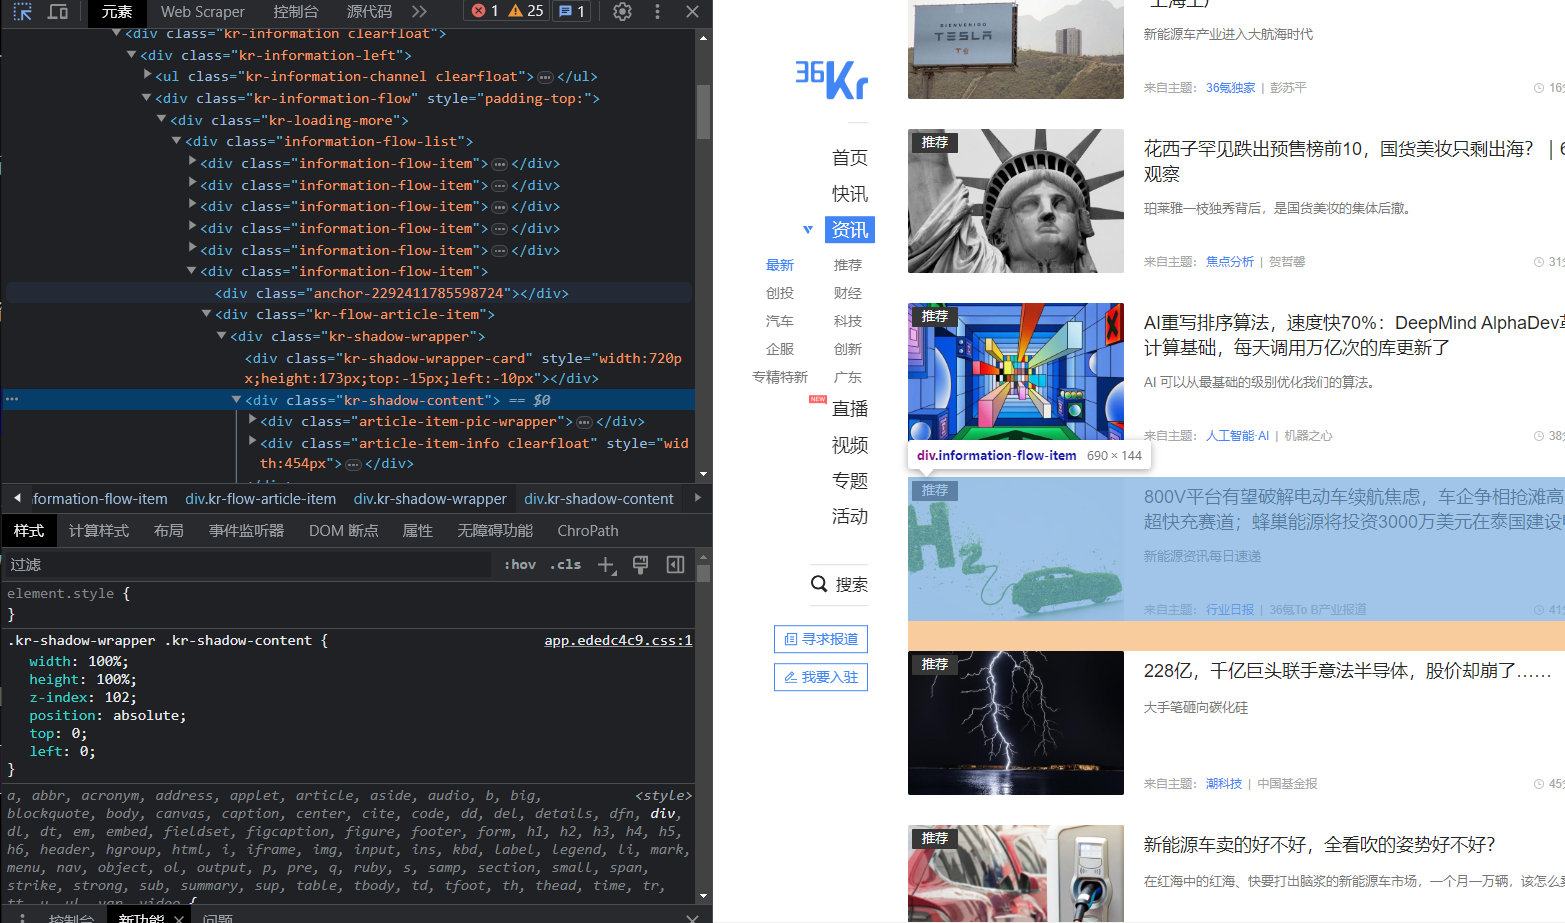 元素 Web Scraper 控制台 源代码 1 25 1
<div class="kr-information clearfloat">
<div class="kr-information-left">
<ul class="kr-information-channel clearfloat">…</ul>
<div class="kr-information-flow" style="padding-top:">
<div class="kr-loading-more">
<div class="information-flow-list">
<div class="information-flow-item">…</div>
<div class="information-flow-item">…</div>
<div class="information-flow-item">…</div>
<div class="information-flow-item">…</div>
<div class="information-flow-item">…</div>
<div class="information-flow-item">
<div class="anchor-2292411785598724"></div>
<div class="kr-flow-article-item">
<div class="kr-shadow-wrapper">
<div class="kr-shadow-wrapper-card" style="width:720p
x;height:173px;top:-15px;left:-10px"></div>
<div class="kr-shadow-content"> == $0
<div class="article-item-pic-wrapper">…</div>
<div class="article-item-info clearfloat" style="wid
th:454px">…</div>
nformation-flow-item div.kr-flow-article-item div.kr-shadow-wrapper div.kr-shadow-content
样式 计算样式 布局 事件监听器 DOM 断点 属性 无障碍功能 ChroPath
过滤 :hov .cls
element.style {
}
.kr-shadow-wrapper .kr-shadow-content { app.ededc4c9.css:1
width: 100%;
height: 100%;
z-index: 102;
position: absolute;
top: 0;
left: 0;
}
a, abbr, acronym, address, applet, article, aside, audio, b, big, <style>
blockquote, body, canvas, caption, center, cite, code, dd, del, details, dfn, div,
dl, dt, em, embed, fieldset, figcaption, figure, footer, form, h1, h2, h3, h4, h5,
h6, header, hgroup, html, i, iframe, img, input, ins, kbd, label, legend, li, mark,
menu, nav, object, ol, output, p, pre, q, ruby, s, samp, section, small, span,
strike, strong, sub, summary, sup, table, tbody, td, tfoot, th, thead, time, tr,
tt, u, ul, var, video {
控制台 新功能 问题
36Kr
首页
快讯
资讯
最新 推荐
创投 财经
汽车 科技
企服 创新
专精特新 广东
NEW
直播
视频
专题
活动
搜索
寻求报道
我要入驻
BIENVENIDO
TESLA
新能源车产业进入大航海时代
来自主题： 36氪独家 | 彭苏平 16
推荐
花西子罕见跌出预售榜前10，国货美妆只剩出海？ | 6
观察
珀莱雅一枝独秀背后，是国货美妆的集体后撤。
来自主题： 焦点分析 | 贺哲馨 31
推荐
AI重写排序算法，速度快70%：DeepMind AlphaDev
计算基础，每天调用万亿次的库更新了
AI 可以从最基础的级别优化我们的算法。
来自主题： 人工智能·AI | 机器之心 38
div.information-flow-item 690 × 144
推荐
H2
800V平台有望破解电动车续航焦虑，车企争相抢滩高
超快充赛道；蜂巢能源将投资3000万美元在泰国建设
新能源资讯每日速递
来自主题： 行业日报 | 36氪To B产业报道 41
推荐
228亿，千亿巨头联手意法半导体，股价却崩了……
大手笔砸向碳化硅
来自主题： 潮科技 | 中国基金报 45
推荐
新能源车卖的好不好，全看吹的姿势好不好？
在红海中的红海、快要打出脑浆的新能源车市场，一个月一万辆，该怎么